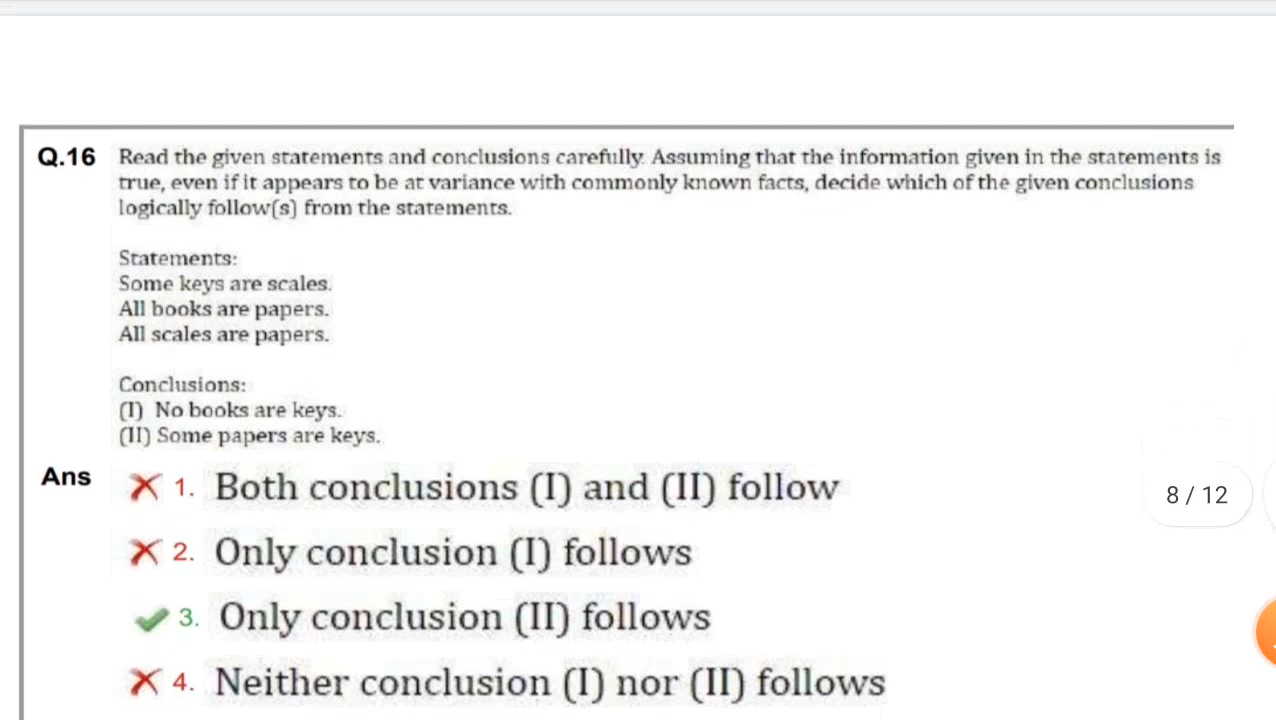 Q.16 Read the given statements and conclusions carefully. Assuming that the information given in the statements is
true, even if it appears to be at variance with commonly known facts, decide which of the given conclusions
logically follow(s) from the statements.
Statements:
Some keys are scales.
All books are papers.
All scales are papers.
Conclusions:
(I) No books are keys.
(II) Some papers are keys.
Ans
1. Both conclusions (I) and (II) follow
8 / 12
2. Only conclusion (I) follows
3. Only conclusion (II) follows
4. Neither conclusion (I) nor (II) follows